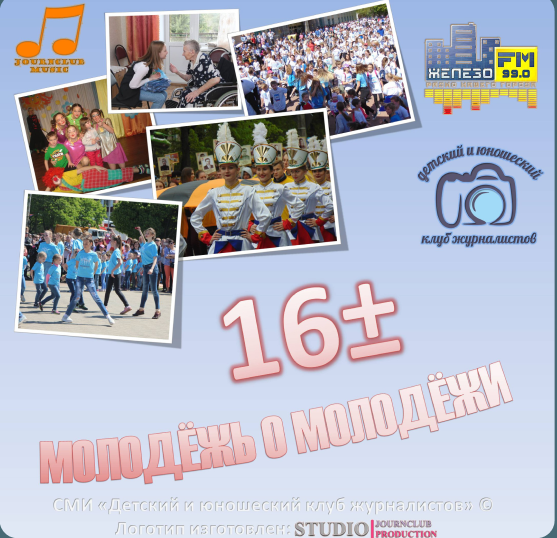 JOURNCLUB
MUSIC
ЖЕЛЕЗО FM
99.0
детский и юношеский
клуб журналистов
16±
МОЛОДЁЖЬ О МОЛОДЁЖИ
СМИ «Детский и юношеский клуб журналистов» ©
Логотип изготовлен: STUDIO JOURNCLUB
PRODUCTION